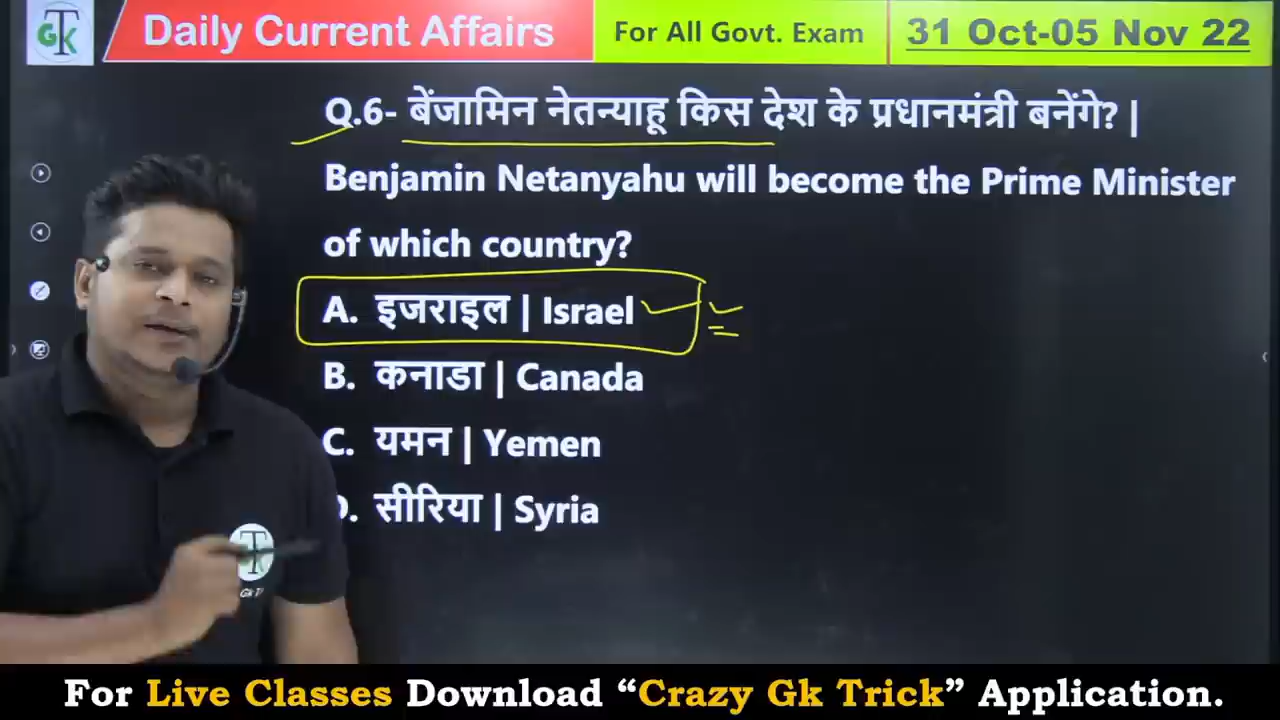 GK
Daily Current Affairs
For All Govt. Exam
31 Oct-05 Nov 22
Q.6- बेंजामिन नेतन्याहू किस देश के प्रधानमंत्री बनेंगे? |
Benjamin Netanyahu will become the Prime Minister
of which country?
A. इजराइल | Israel
B. कनाडा | Canada
C. यमन | Yemen
D. सीरिया | Syria
For Live Classes Download “Crazy Gk Trick” Application.